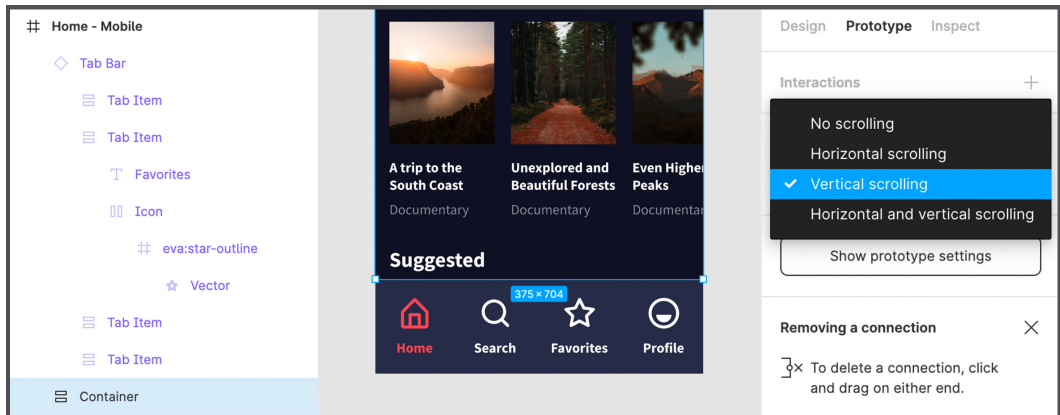 Home - Mobile
Tab Bar
Tab Item
Tab Item
Favorites
Icon
eva:star-outline
Vector
Tab Item
Tab Item
Container
A trip to the
South Coast
Documentary
Unexplored and
Beautiful Forests
Documentary
Even Higher
Peaks
Documentar
Suggested
375 × 704
Home
Search
Favorites
Profile
Design Prototype Inspect
Interactions
No scrolling
Horizontal scrolling
Vertical scrolling
Horizontal and vertical scrolling
Show prototype settings
Removing a connection
To delete a connection, click
and drag on either end.